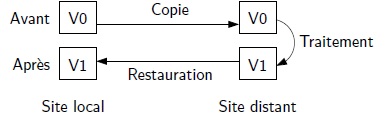 Avant V0 Copie V0
Traitement
Après V1 Restauration V1
Site local Site distant